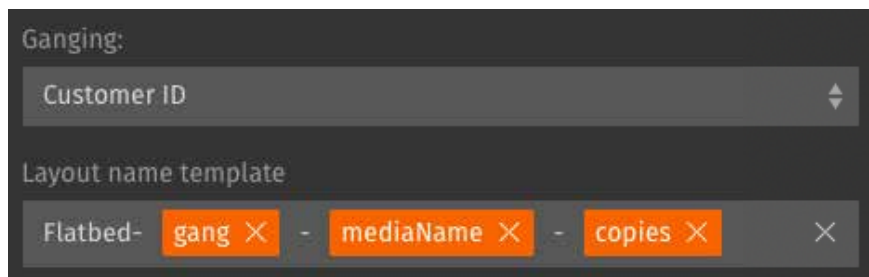 Ganging:
Customer ID
Layout name template
Flatbed- gang - mediaName - copies